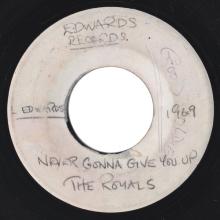 EDWARDS
RECORDS
L EDWARDS
1969
NEVER GONNA GIVE YOU UP
THE ROYALS